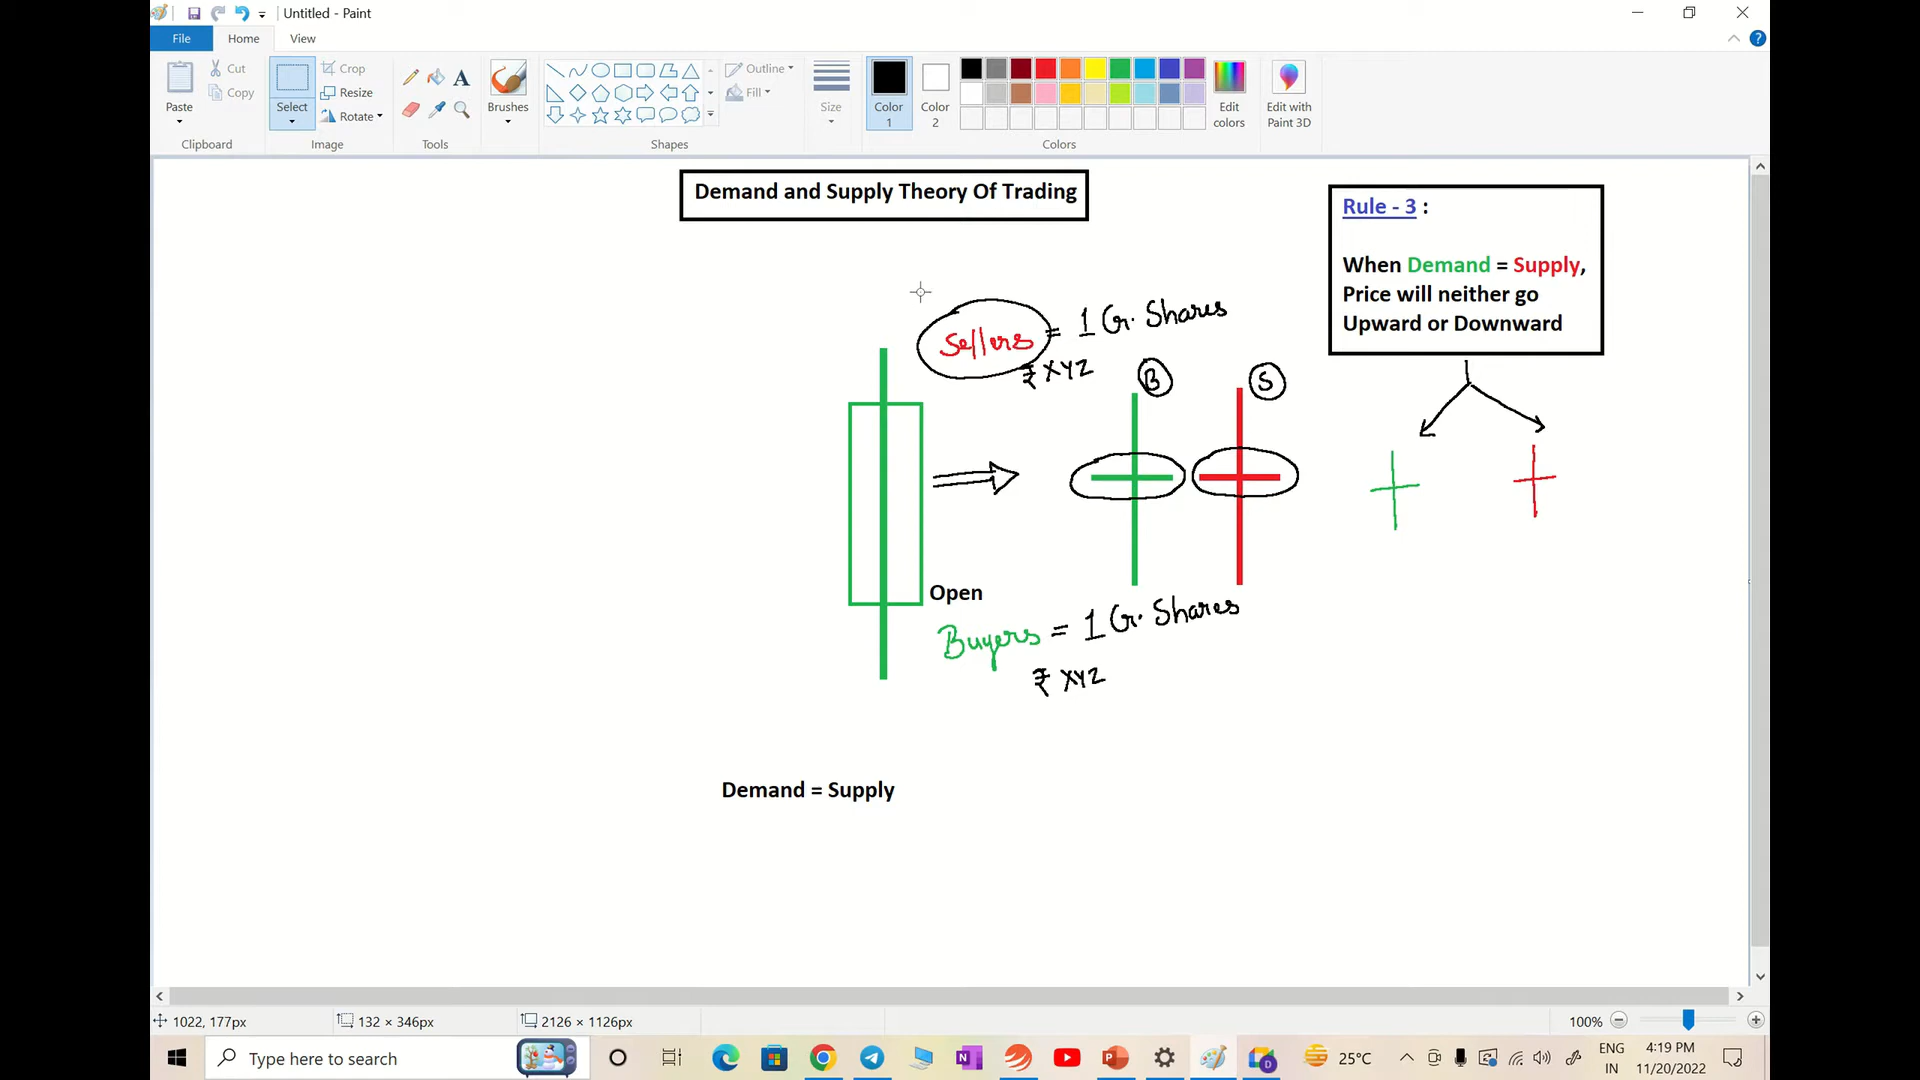 Untitled - Paint
File
Home
View
Paste
Cut
Copy
Clipboard
Select
Crop
Resize
Rotate
Image
A
Tools
Brushes
Shapes
Outline
Fill
Size
Color 1
Color 2
Edit colors
Colors
Edit with Paint 3D
Demand and Supply Theory Of Trading
Rule - 3 :
When Demand = Supply,
Price will neither go
Upward or Downward
Sellers = 1 Cr. Shares
₹ XYZ
B
S
Open
Buyers = 1 Cr. Shares
₹ XYZ
Demand = Supply
1022, 177px
132 × 346px
2126 × 1126px
100%
Type here to search
25°C
ENG
IN
4:19 PM
11/20/2022